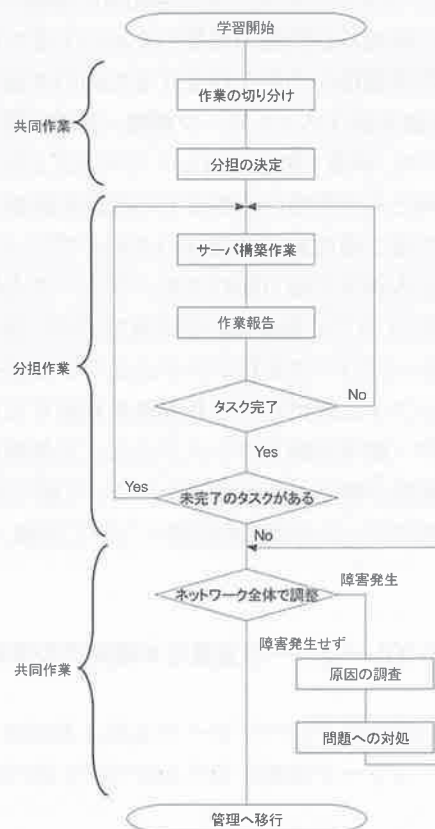 学習開始
作業の切り分け
共同作業
分担の決定
サーバ構築作業
作業報告
分担作業
タスク完了
No
Yes
Yes
未完了のタスクがある
No
ネットワーク全体で調整
障害発生
障害発生せず
共同作業
原因の調査
問題への対処
管理へ移行